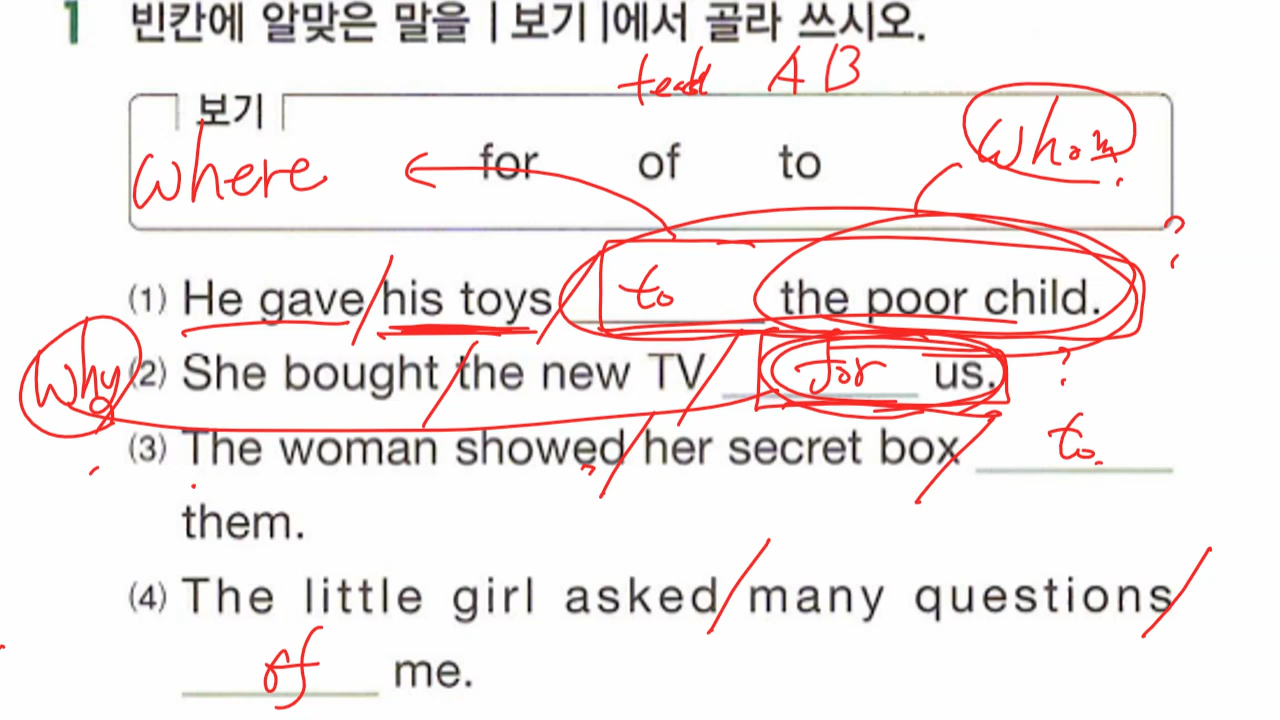 1 빈칸에 알맞은 말을 | 보기 |에서 골라 쓰시오.
A B
보기
where for of to whom?
(1) He gave / his toys / to the poor child. ?
why? (2) She bought / the new TV / for us. ?
(3) The woman showed / her secret box / to
them.
(4) The little girl asked / many questions /
of me.